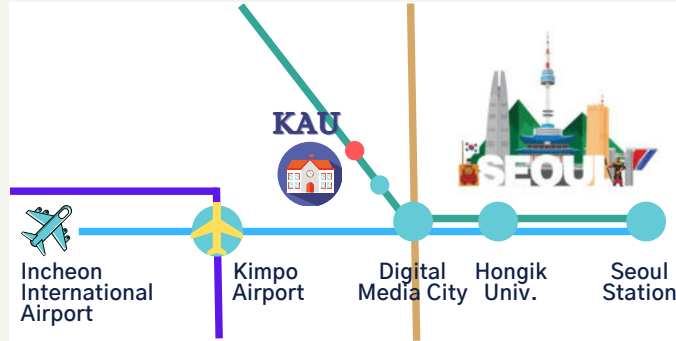 KAU
SEOUL
Incheon
International
Airport
Kimpo
Airport
Digital
Media City
Hongik
Univ.
Seoul
Station